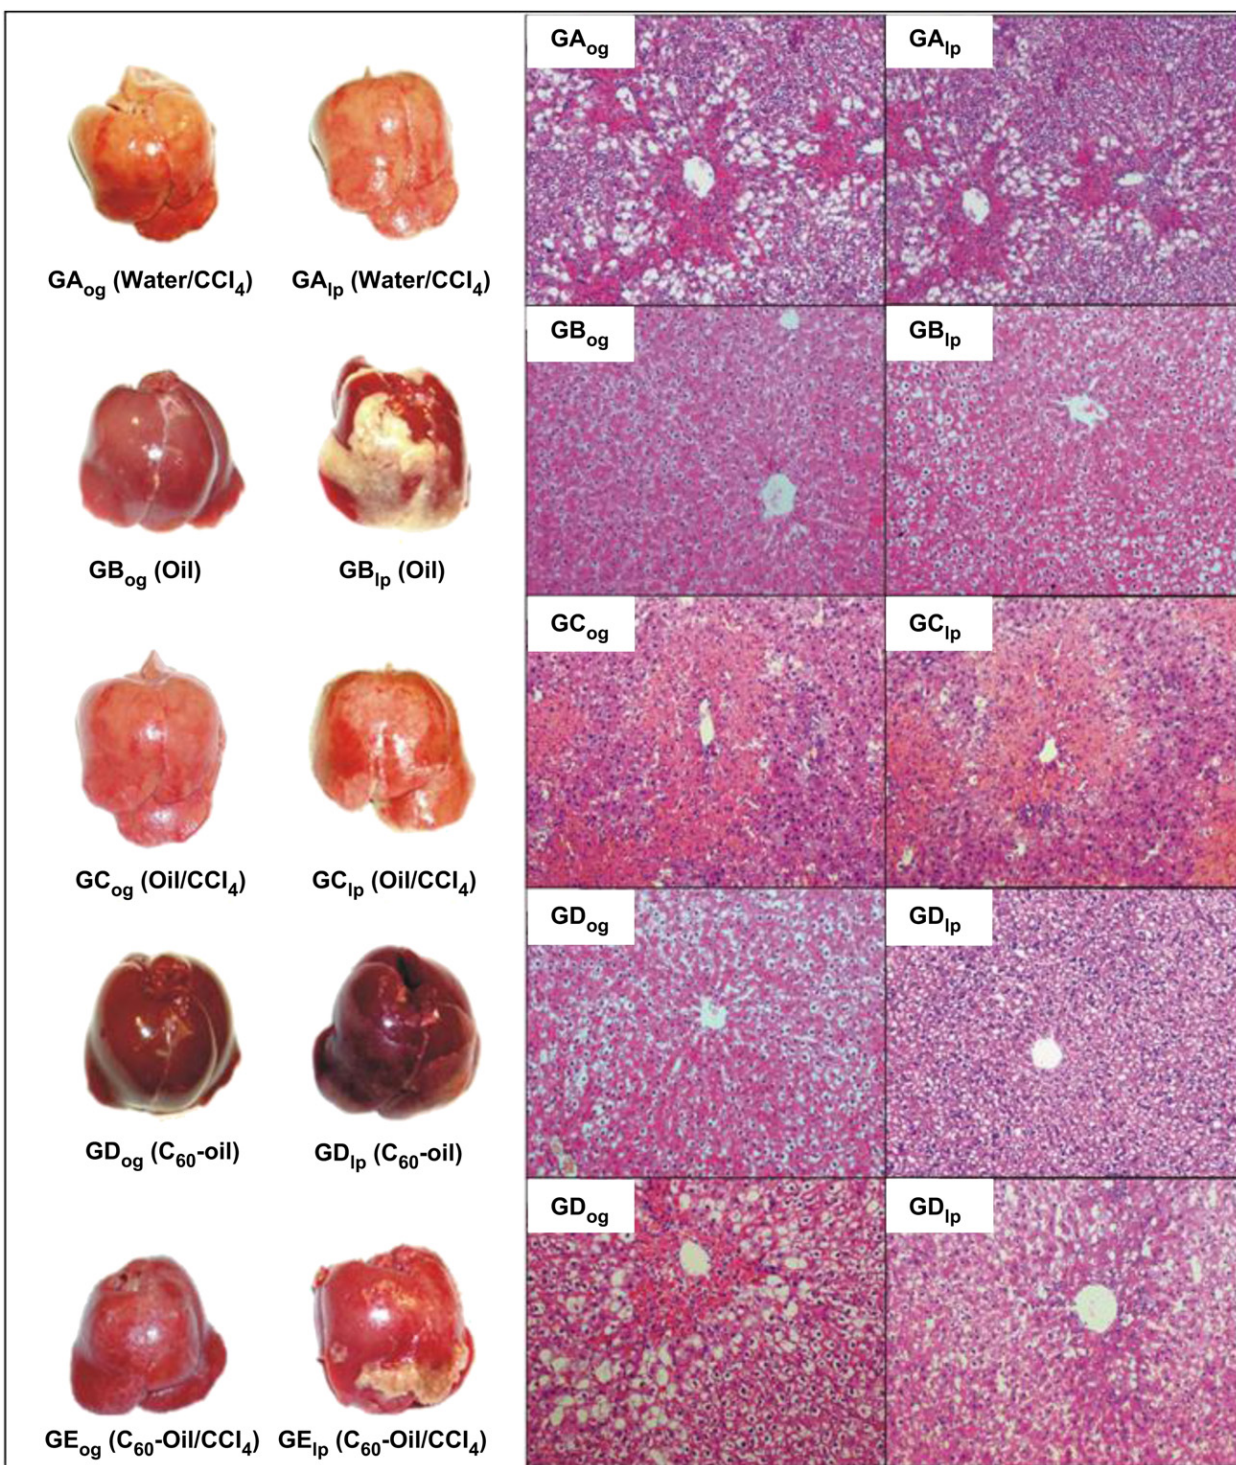 GAog GAlp
GAog (Water/CCl4) GAlp (Water/CCl4)
GBog GBlp
GBog (Oil) GBlp (Oil)
GCog GClp
GCog (Oil/CCl4) GClp (Oil/CCl4)
GDog GDlp
GDog (C60-oil) GDlp (C60-oil)
GDog GDlp
GEog (C60-Oil/CCl4) GElp (C60-Oil/CCl4)